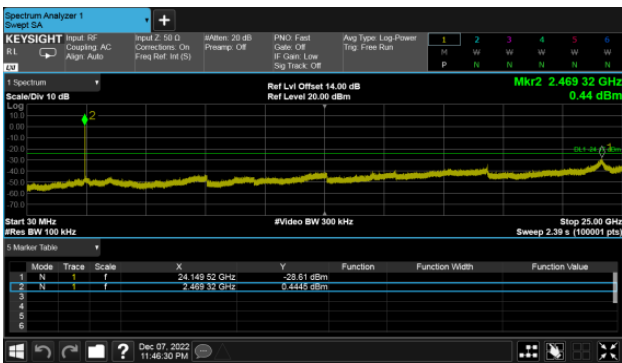 Spectrum Analyzer 1
Swept SA
KEYSIGHT Input: RF Input Z: 50 Ω #Atten: 20 dB PNO: Fast Avg Type: Log-Power 1 2 3 4 5 6
RL Coupling: AC Corrections: On Preamp: Off Gate: Off Trig: Free Run M W W W W W
Align: Auto Freq Ref: Int (S) IF Gain: Low
Sig Track: Off P N N N N N
LXI
1 Spectrum Ref Lvl Offset 14.00 dB Mkr2 2.469 32 GHz
Scale/Div 10 dB Ref Level 20.00 dBm 0.44 dBm
Log
10.0
0.00
-10.0
-20.0
-30.0
-40.0
-50.0
-60.0
-70.0
2
1
Start 30 MHz #Video BW 300 kHz Stop 25.00 GHz
#Res BW 100 kHz Sweep 2.39 s (100001 pts)
5 Marker Table
Mode Trace Scale X Y Function Function Width Function Value
1 N 1 f 24.149 52 GHz -28.61 dBm
2 N 1 f 2.469 32 GHz 0.4445 dBm
3
4
5
6
? Dec 07, 2022
11:46:30 PM